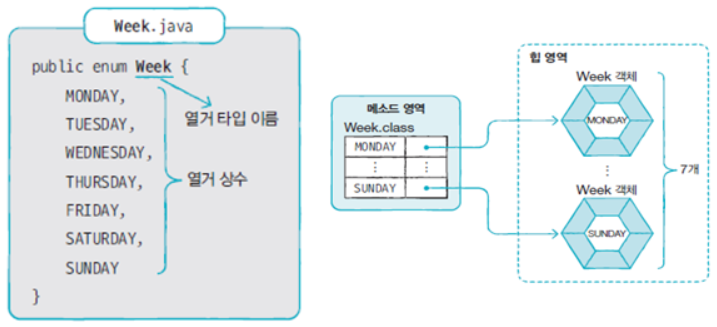 Week.java
public enum Week {
MONDAY,
TUESDAY,
WEDNESDAY,
THURSDAY,
FRIDAY,
SATURDAY,
SUNDAY
}
열거 타입 이름
열거 상수
메소드 영역
Week.class
MONDAY
⋮ ⋮
SUNDAY
힙 영역
Week 객체
MONDAY
⋮
Week 객체
SUNDAY
7개